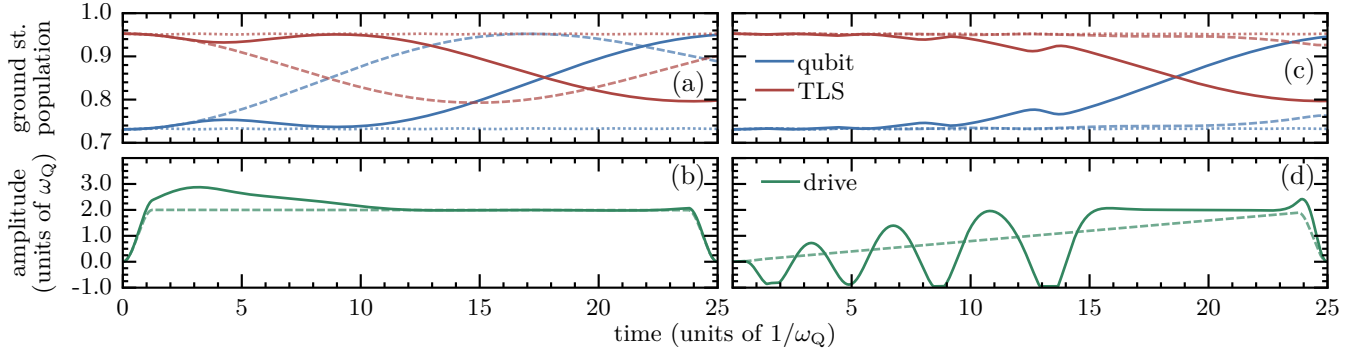 ground st.
population
1.0
0.9
0.8
0.7
(a)
qubit
TLS
(c)
amplitude
(units of ωQ)
3.0
2.0
1.0
0.0
-1.0
(b)
drive
(d)
0 5 10 15 20 25
5 10 15 20 25
time (units of 1/ωQ)